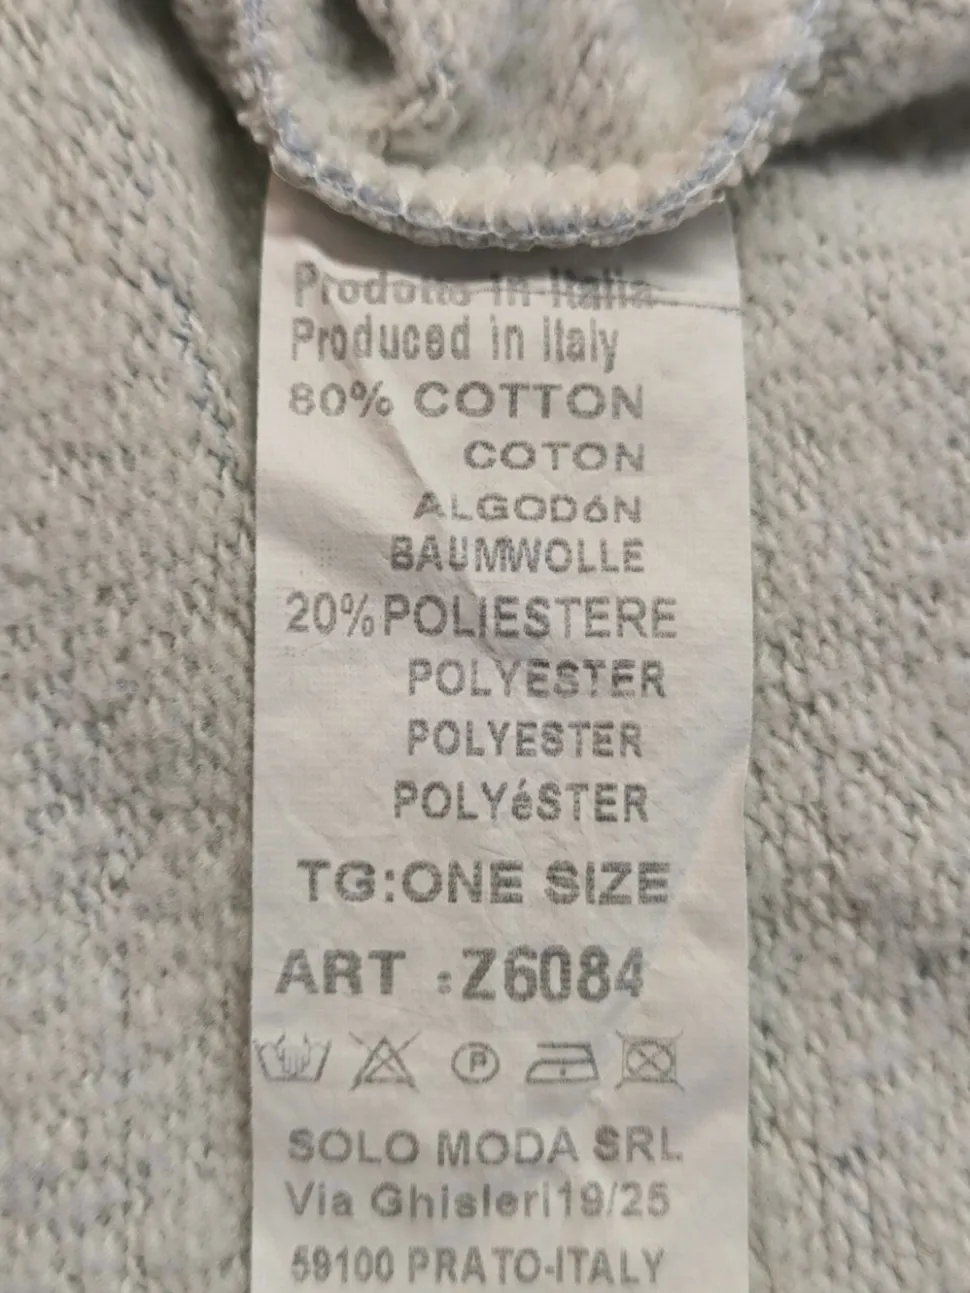 Prodotto in Italia
Produced in Italy
80% COTTON
COTON
ALGODóN
BAUMWOLLE
20% POLIESTERE
POLYESTER
POLYESTER
POLYéSTER
TG:ONE SIZE
ART :Z6084
P
SOLO MODA SRL
Via Ghisleri 19/25
59100 PRATO-ITALY